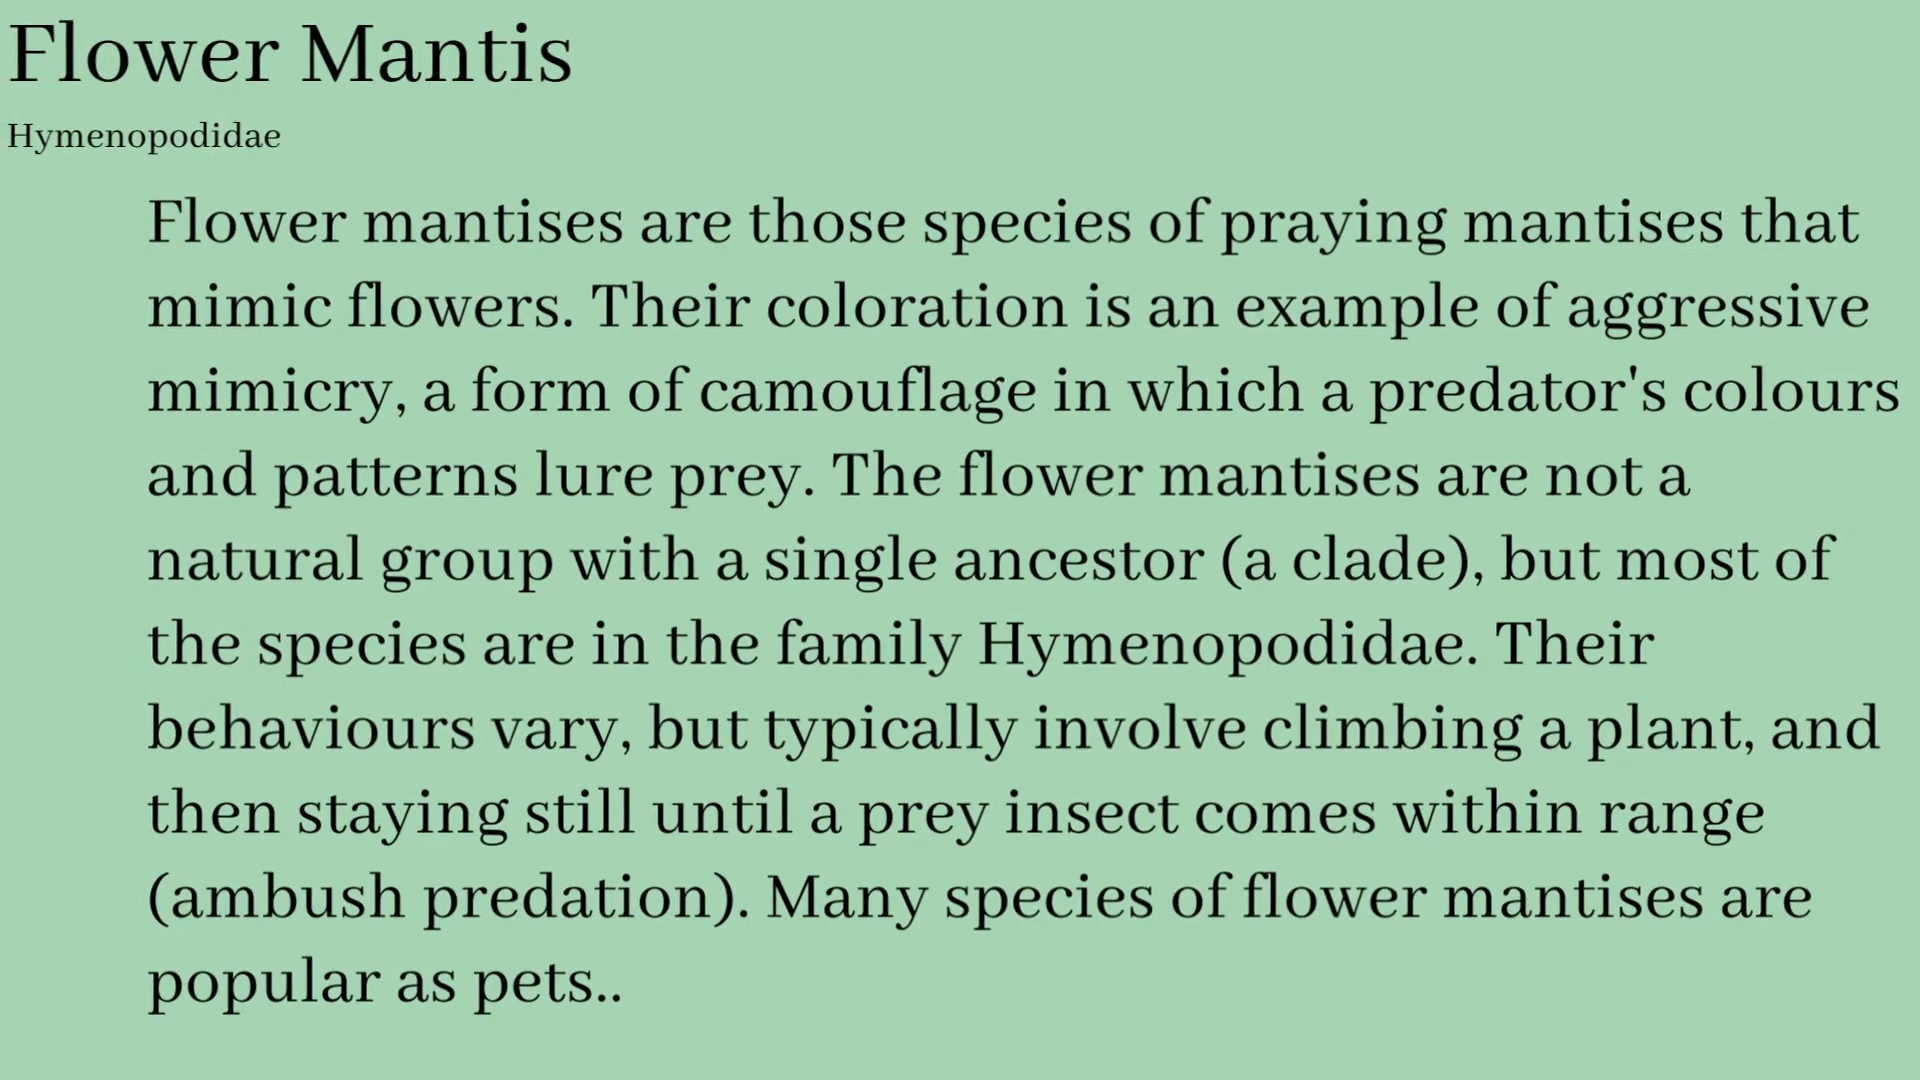 Flower Mantis
Hymenopodidae
Flower mantises are those species of praying mantises that
mimic flowers. Their coloration is an example of aggressive
mimicry, a form of camouflage in which a predator's colours
and patterns lure prey. The flower mantises are not a
natural group with a single ancestor (a clade), but most of
the species are in the family Hymenopodidae. Their
behaviours vary, but typically involve climbing a plant, and
then staying still until a prey insect comes within range
(ambush predation). Many species of flower mantises are
popular as pets..